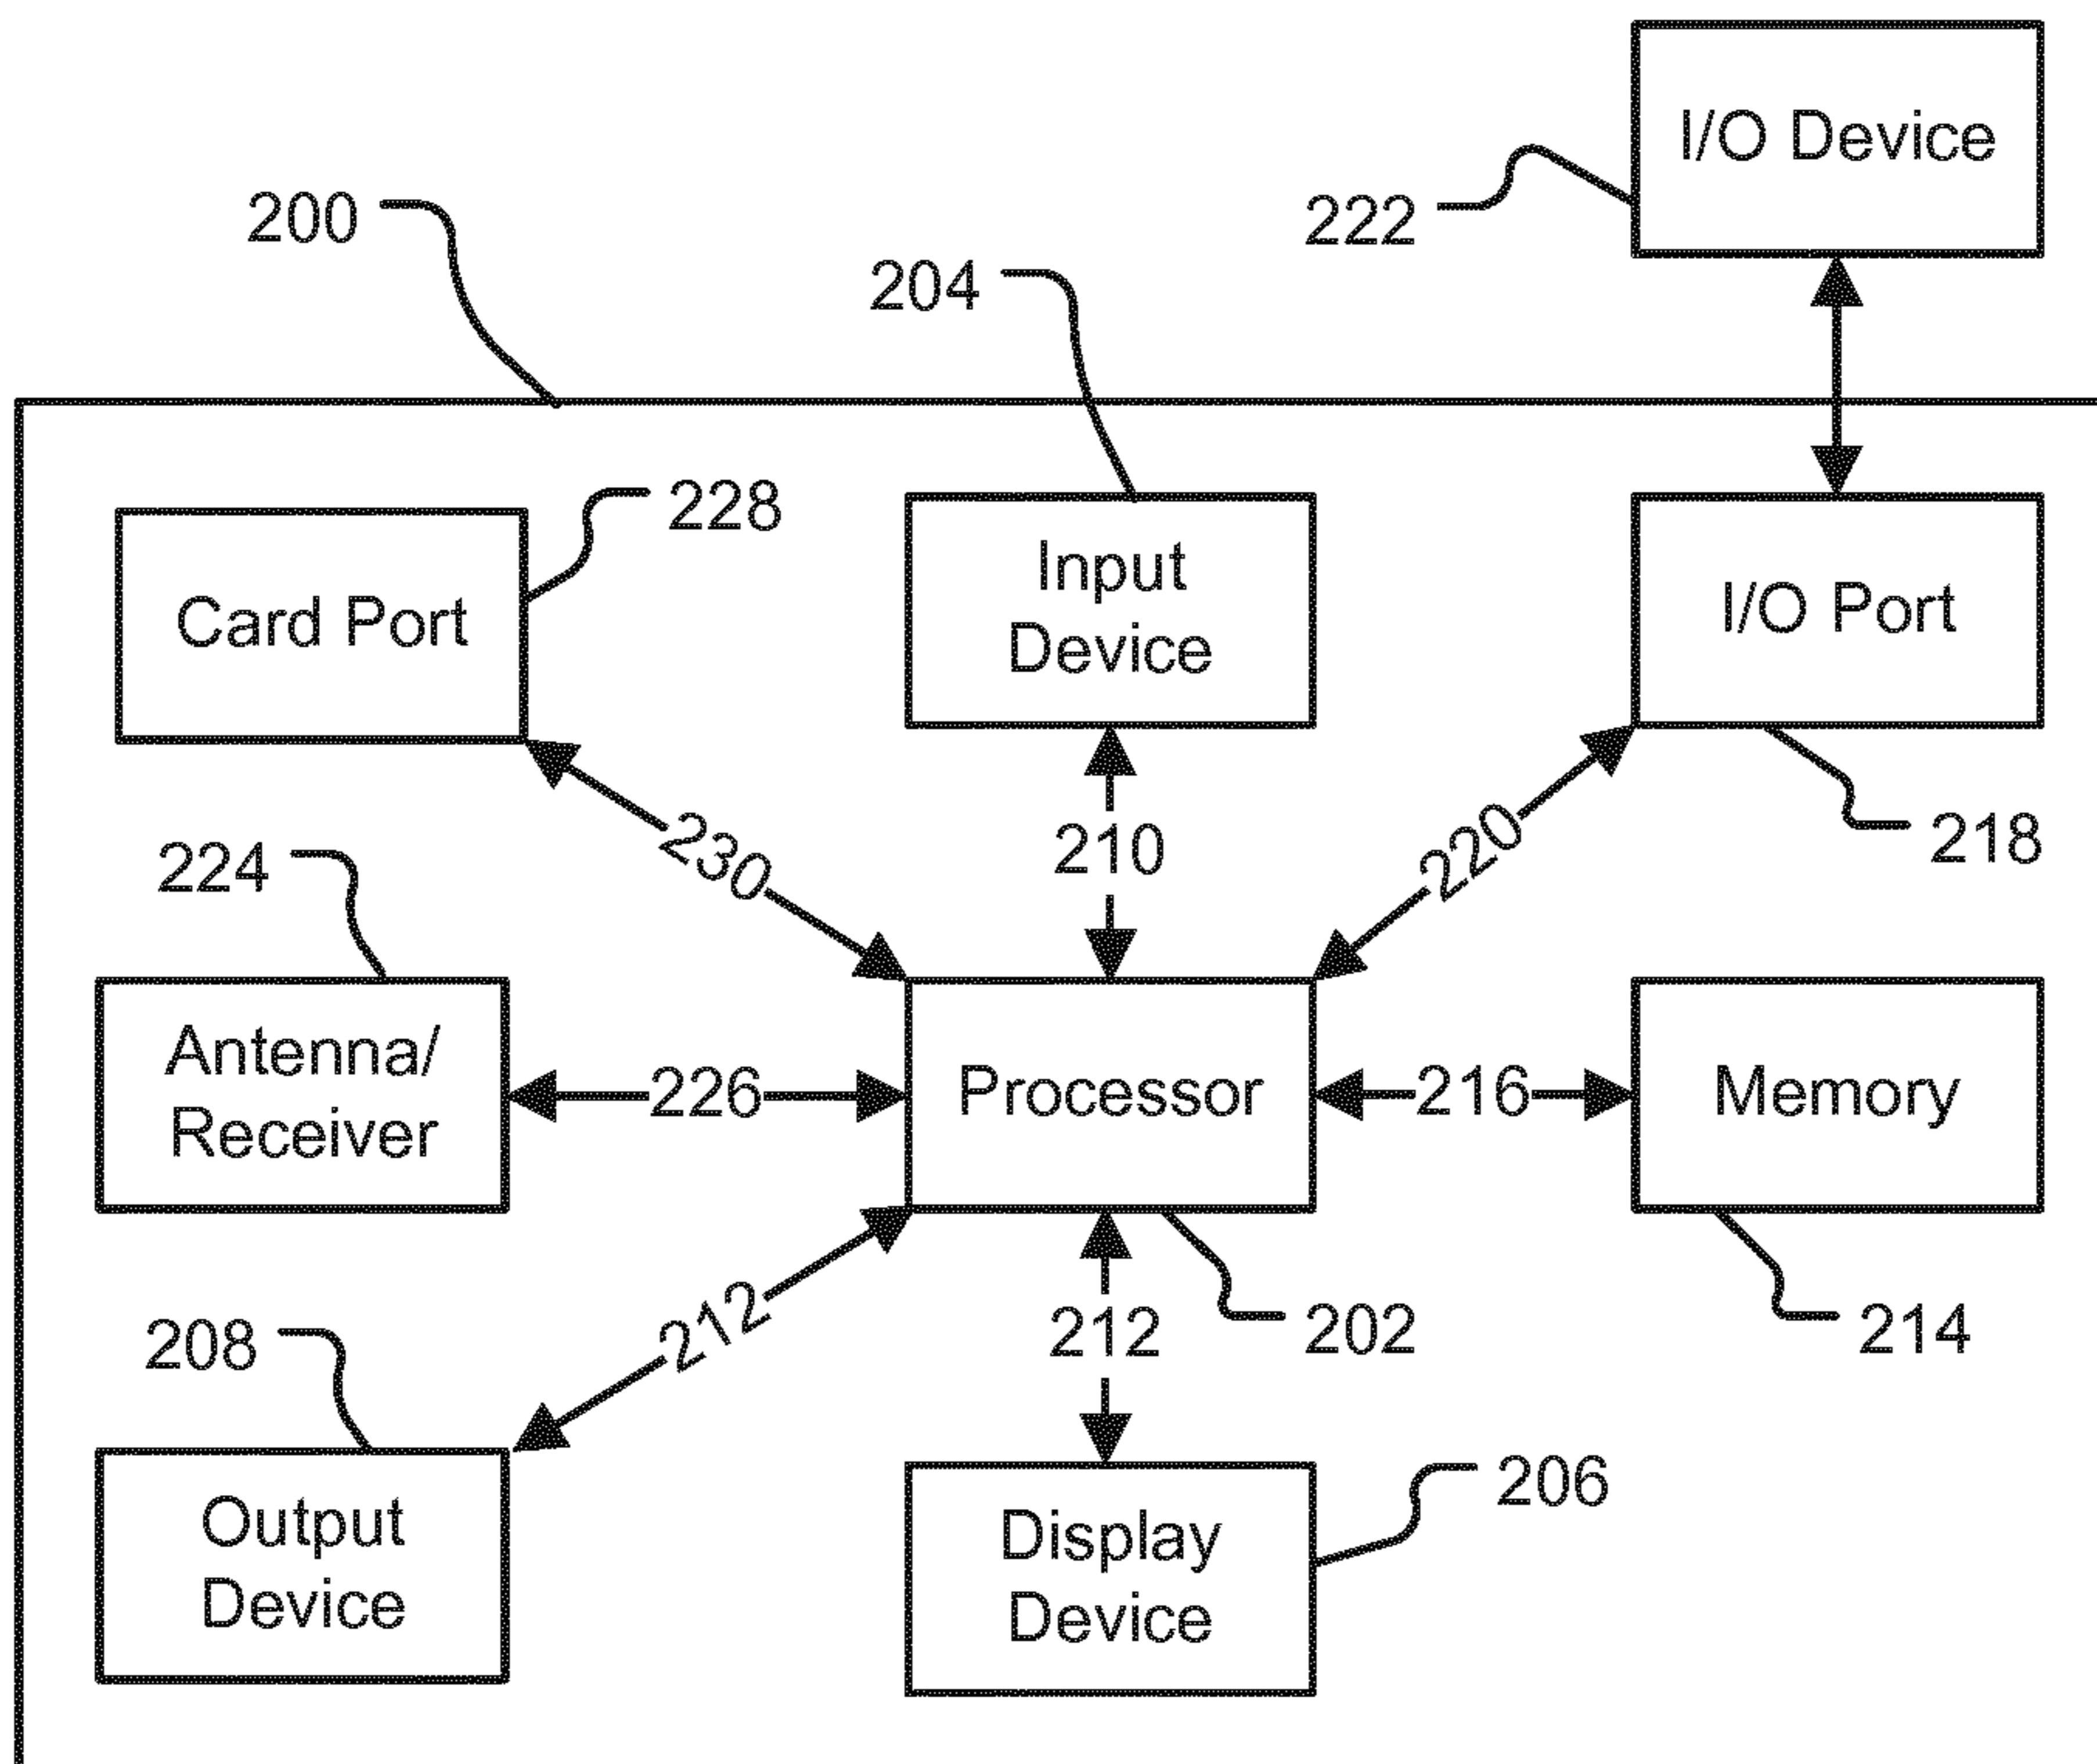 I/O Device
200
222
204
228
Card Port
Input
Device
I/O Port
230
210
220
218
224
Antenna/
Receiver
226
Processor
216
Memory
212
212
202
214
208
206
Output
Device
Display
Device